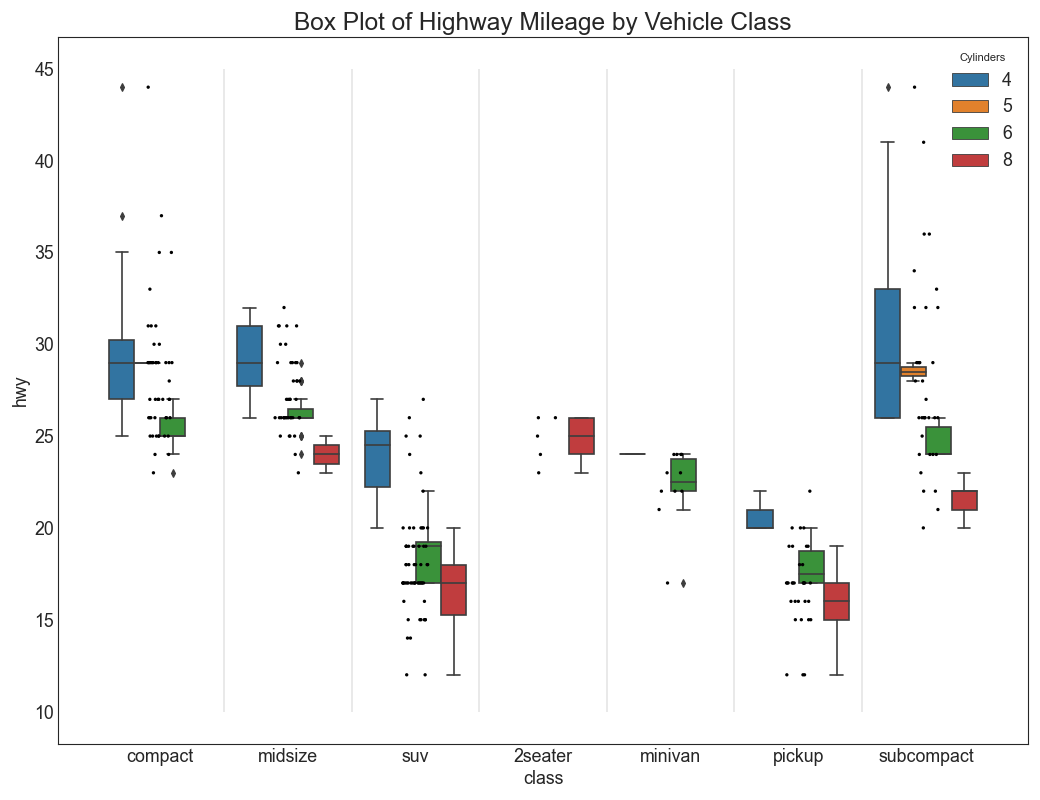 Box Plot of Highway Mileage by Vehicle Class
Cylinders
4
5
6
8
45
40
35
30
25
20
15
10
hwy
compact midsize suv 2seater minivan pickup subcompact
class